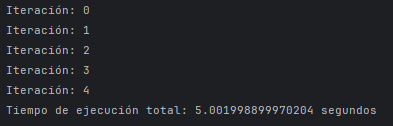 Iteración: 0
Iteración: 1
Iteración: 2
Iteración: 3
Iteración: 4
Tiempo de ejecución total: 5.001998899970204 segundos